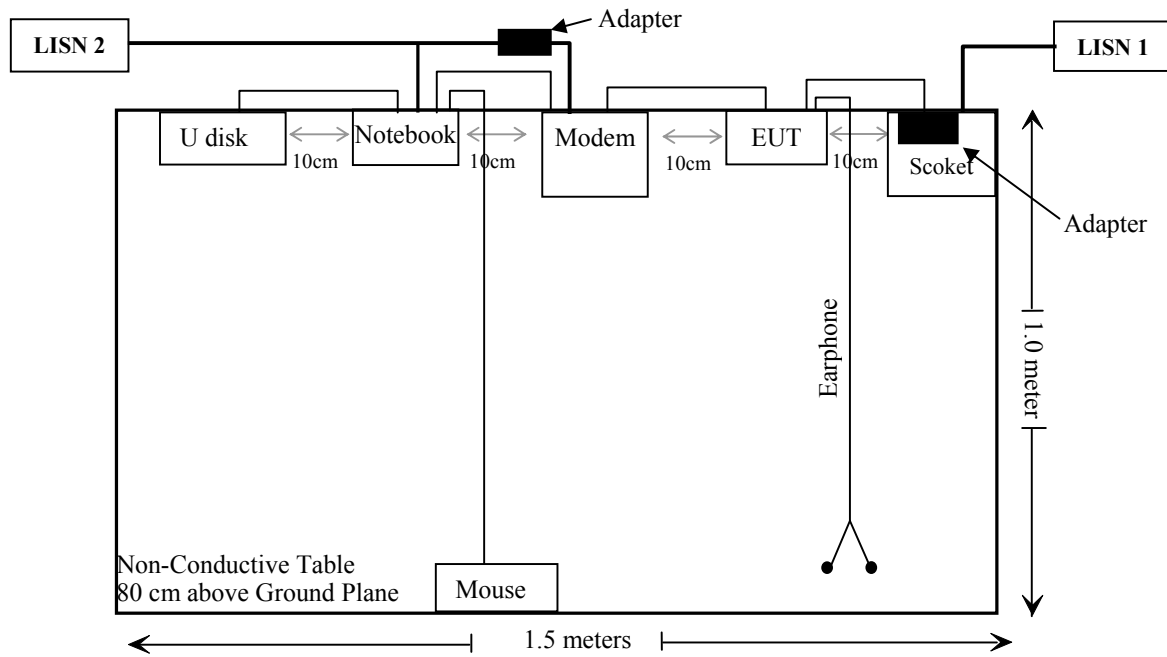 Adapter
LISN 2
LISN 1
U disk
Notebook
Modem
EUT
Scoket
10cm
10cm
10cm
10cm
Adapter
Earphone
1.0 meter
Non-Conductive Table
80 cm above Ground Plane
Mouse
1.5 meters